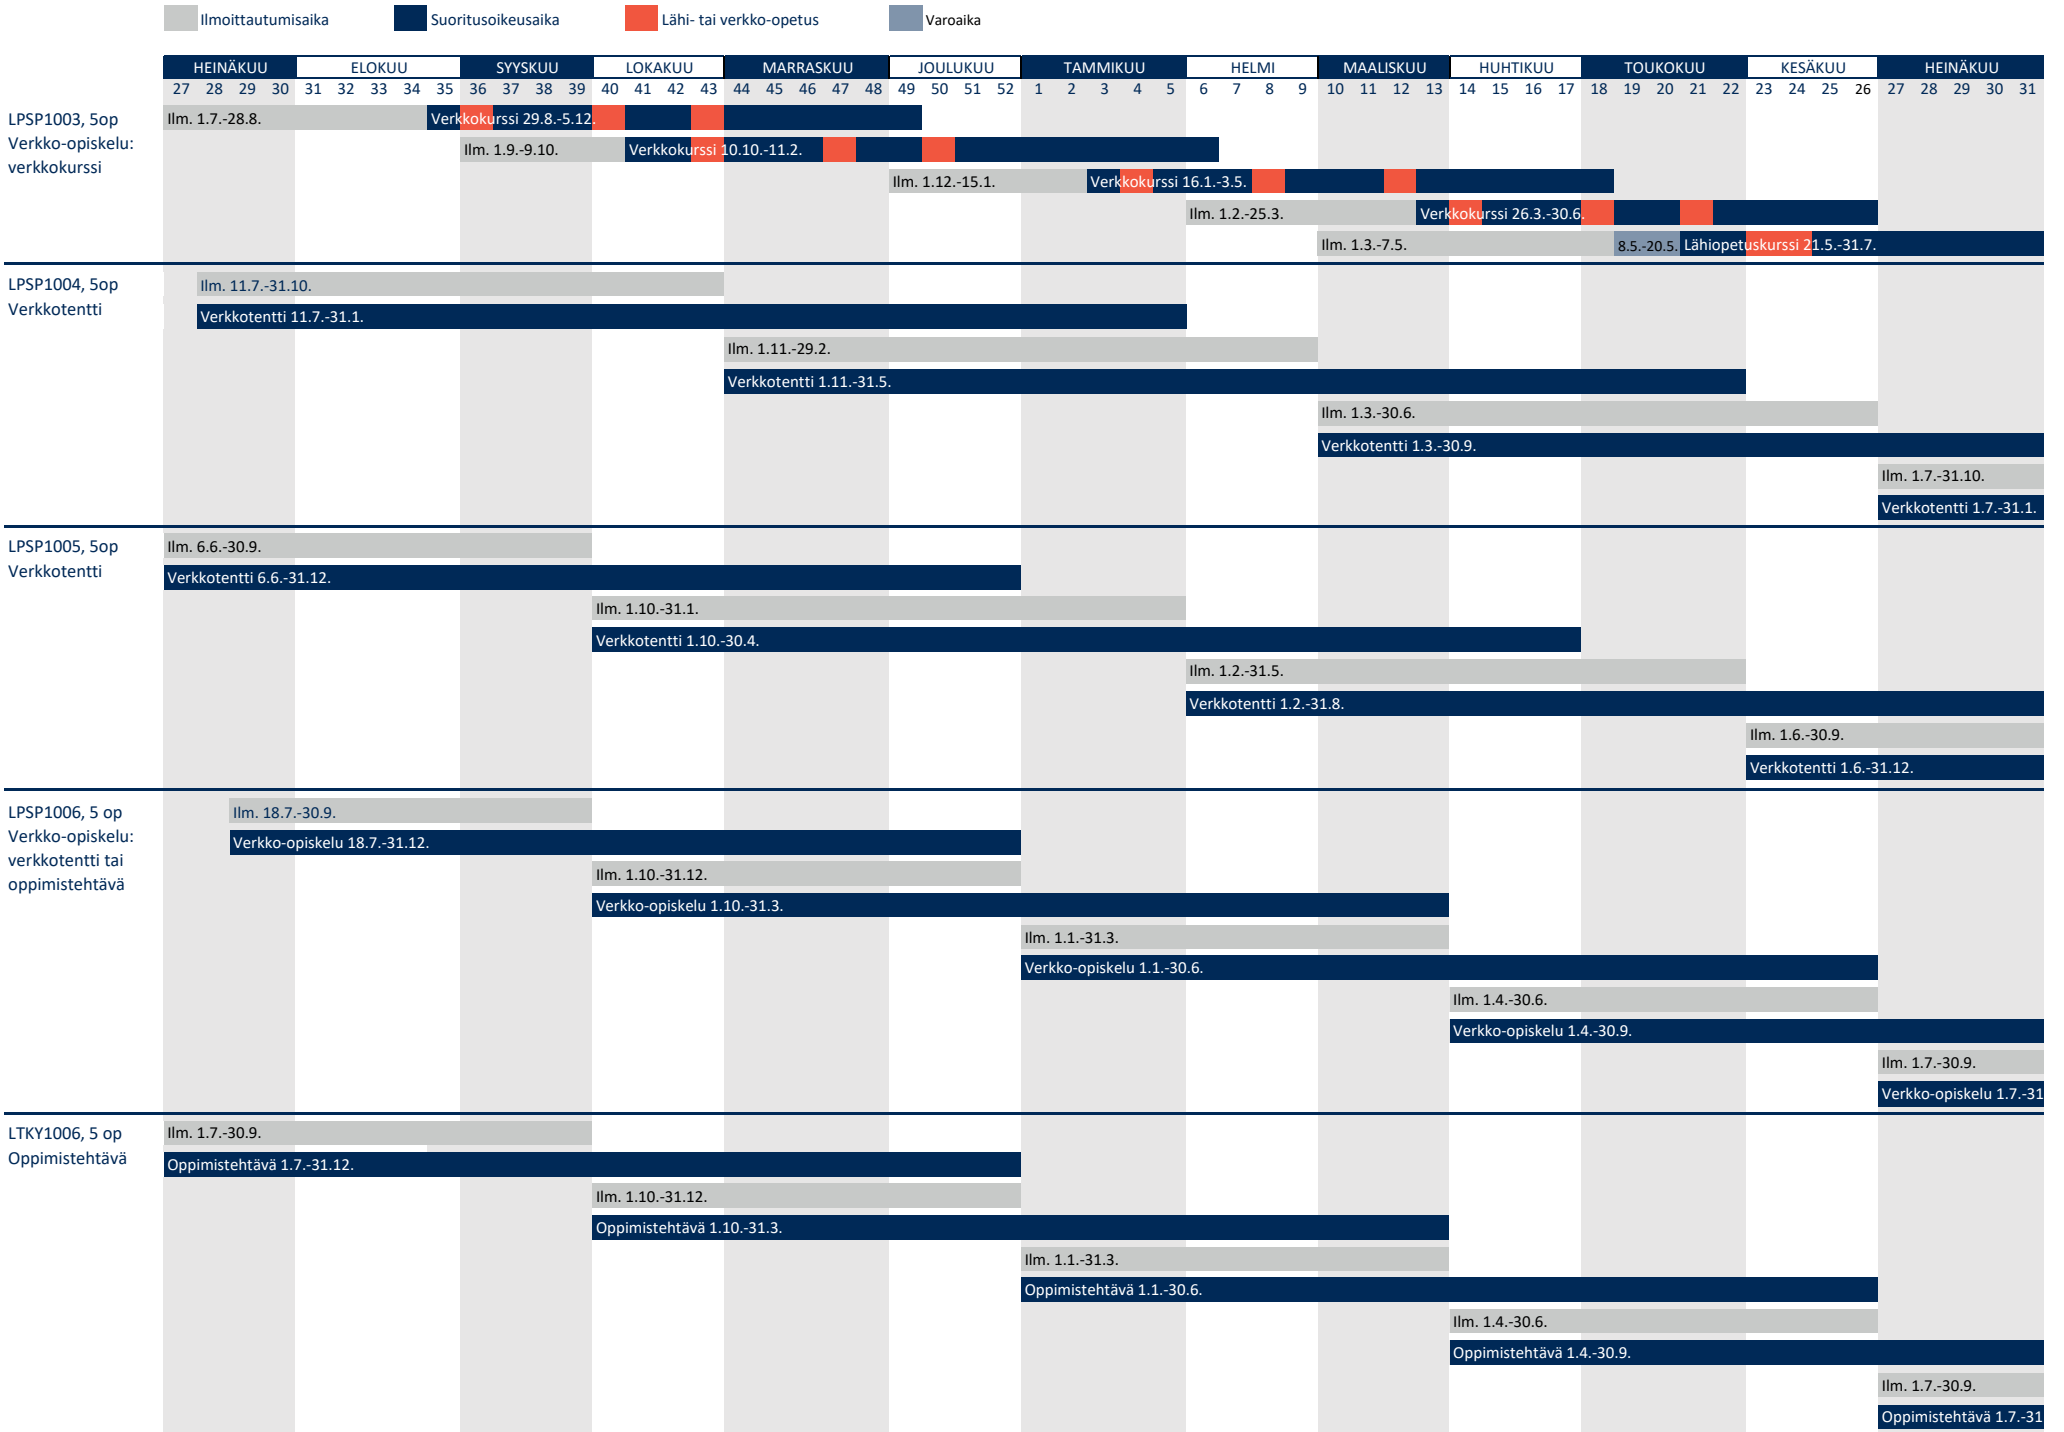 Ilmoittautumisaika Suoritusoikeusaika Lähi- tai verkko-opetus Varoaika
HEINÄKUU ELOKUU SYYSKUU LOKAKUU MARRASKUU JOULUKUU TAMMIKUU HELMI MAALISKUU HUHTIKUU TOUKOKUU KESÄKUU HEINÄKUU
27 28 29 30 31 32 33 34 35 36 37 38 39 40 41 42 43 44 45 46 47 48 49 50 51 52 1 2 3 4 5 6 7 8 9 10 11 12 13 14 15 16 17 18 19 20 21 22 23 24 25 26 27 28 29 30 31
LPSP1003, 5op
Verkko-opiskelu:
verkkokurssi
Ilm. 1.7.-28.8. Verkkokurssi 29.8.-5.12.
Ilm. 1.9.-9.10. Verkkokurssi 10.10.-11.2.
Ilm. 1.12.-15.1. Verkkokurssi 16.1.-3.5.
Ilm. 1.2.-25.3. Verkkokurssi 26.3.-30.6.
Ilm. 1.3.-7.5. 8.5.-20.5. Lähiopetuskurssi 21.5.-31.7.
LPSP1004, 5op
Verkkotentti
Ilm. 11.7.-31.10.
Verkkotentti 11.7.-31.1.
Ilm. 1.11.-29.2.
Verkkotentti 1.11.-31.5.
Ilm. 1.3.-30.6.
Verkkotentti 1.3.-30.9.
Ilm. 1.7.-31.10.
Verkkotentti 1.7.-31.1.
LPSP1005, 5op
Verkkotentti
Ilm. 6.6.-30.9.
Verkkotentti 6.6.-31.12.
Ilm. 1.10.-31.1.
Verkkotentti 1.10.-30.4.
Ilm. 1.2.-31.5.
Verkkotentti 1.2.-31.8.
Ilm. 1.6.-30.9.
Verkkotentti 1.6.-31.12.
LPSP1006, 5 op
Verkko-opiskelu:
verkkotentti tai
oppimistehtävä
Ilm. 18.7.-30.9.
Verkko-opiskelu 18.7.-31.12.
Ilm. 1.10.-31.12.
Verkko-opiskelu 1.10.-31.3.
Ilm. 1.1.-31.3.
Verkko-opiskelu 1.1.-30.6.
Ilm. 1.4.-30.6.
Verkko-opiskelu 1.4.-30.9.
Ilm. 1.7.-30.9.
Verkko-opiskelu 1.7.-31
LTKY1006, 5 op
Oppimistehtävä
Ilm. 1.7.-30.9.
Oppimistehtävä 1.7.-31.12.
Ilm. 1.10.-31.12.
Oppimistehtävä 1.10.-31.3.
Ilm. 1.1.-31.3.
Oppimistehtävä 1.1.-30.6.
Ilm. 1.4.-30.6.
Oppimistehtävä 1.4.-30.9.
Ilm. 1.7.-30.9.
Oppimistehtävä 1.7.-31